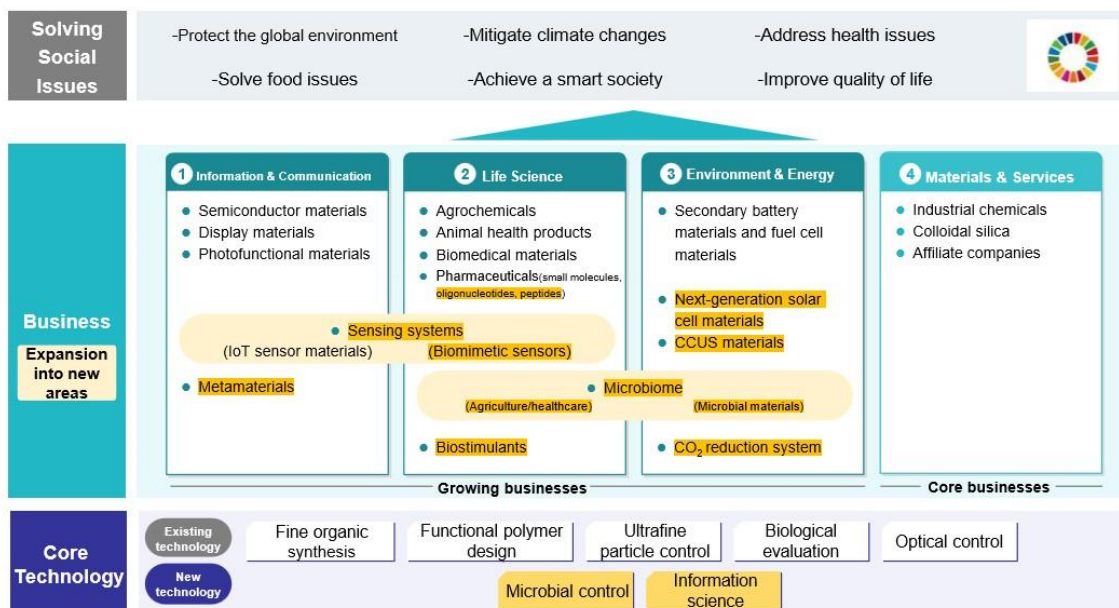 Solving
Social
Issues
-Protect the global environment
-Mitigate climate changes
-Address health issues
-Solve food issues
-Achieve a smart society
-Improve quality of life
Business
Expansion
into new
areas
1 Information & Communication
• Semiconductor materials
• Display materials
• Photofunctional materials
2 Life Science
• Agrochemicals
• Animal health products
• Biomedical materials
• Pharmaceuticals(small molecules,
oligonucleotides, peptides)
3 Environment & Energy
• Secondary battery
materials and fuel cell
materials
• Next-generation solar
cell materials
• CCUS materials
4 Materials & Services
• Industrial chemicals
• Colloidal silica
• Affiliate companies
• Sensing systems
(IoT sensor materials)
(Biomimetic sensors)
• Metamaterials
• Microbiome
(Agriculture/healthcare)
(Microbial materials)
• Biostimulants
• CO₂ reduction system
Growing businesses
Core businesses
Core
Technology
Existing
technology
Fine organic
synthesis
Functional polymer
design
Ultrafine
particle control
Biological
evaluation
Optical control
New
technology
Microbial control
Information
science